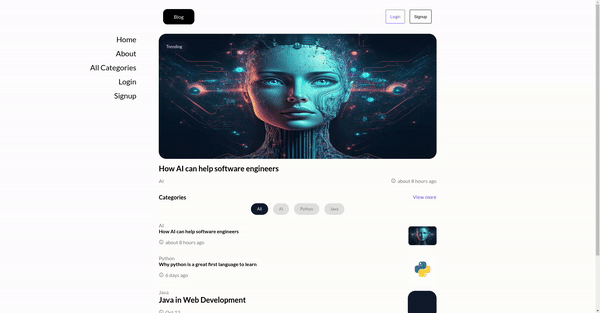 Blog
Login
Signup
Home
About
All Categories
Login
Signup
Trending
How AI can help software engineers
AI
about 8 hours ago
Categories
View more
All
AI
Python
Java
AI
How AI can help software engineers
about 8 hours ago
Python
Why python is a great first language to learn
6 days ago
Java
Java in Web Development
Oct 13